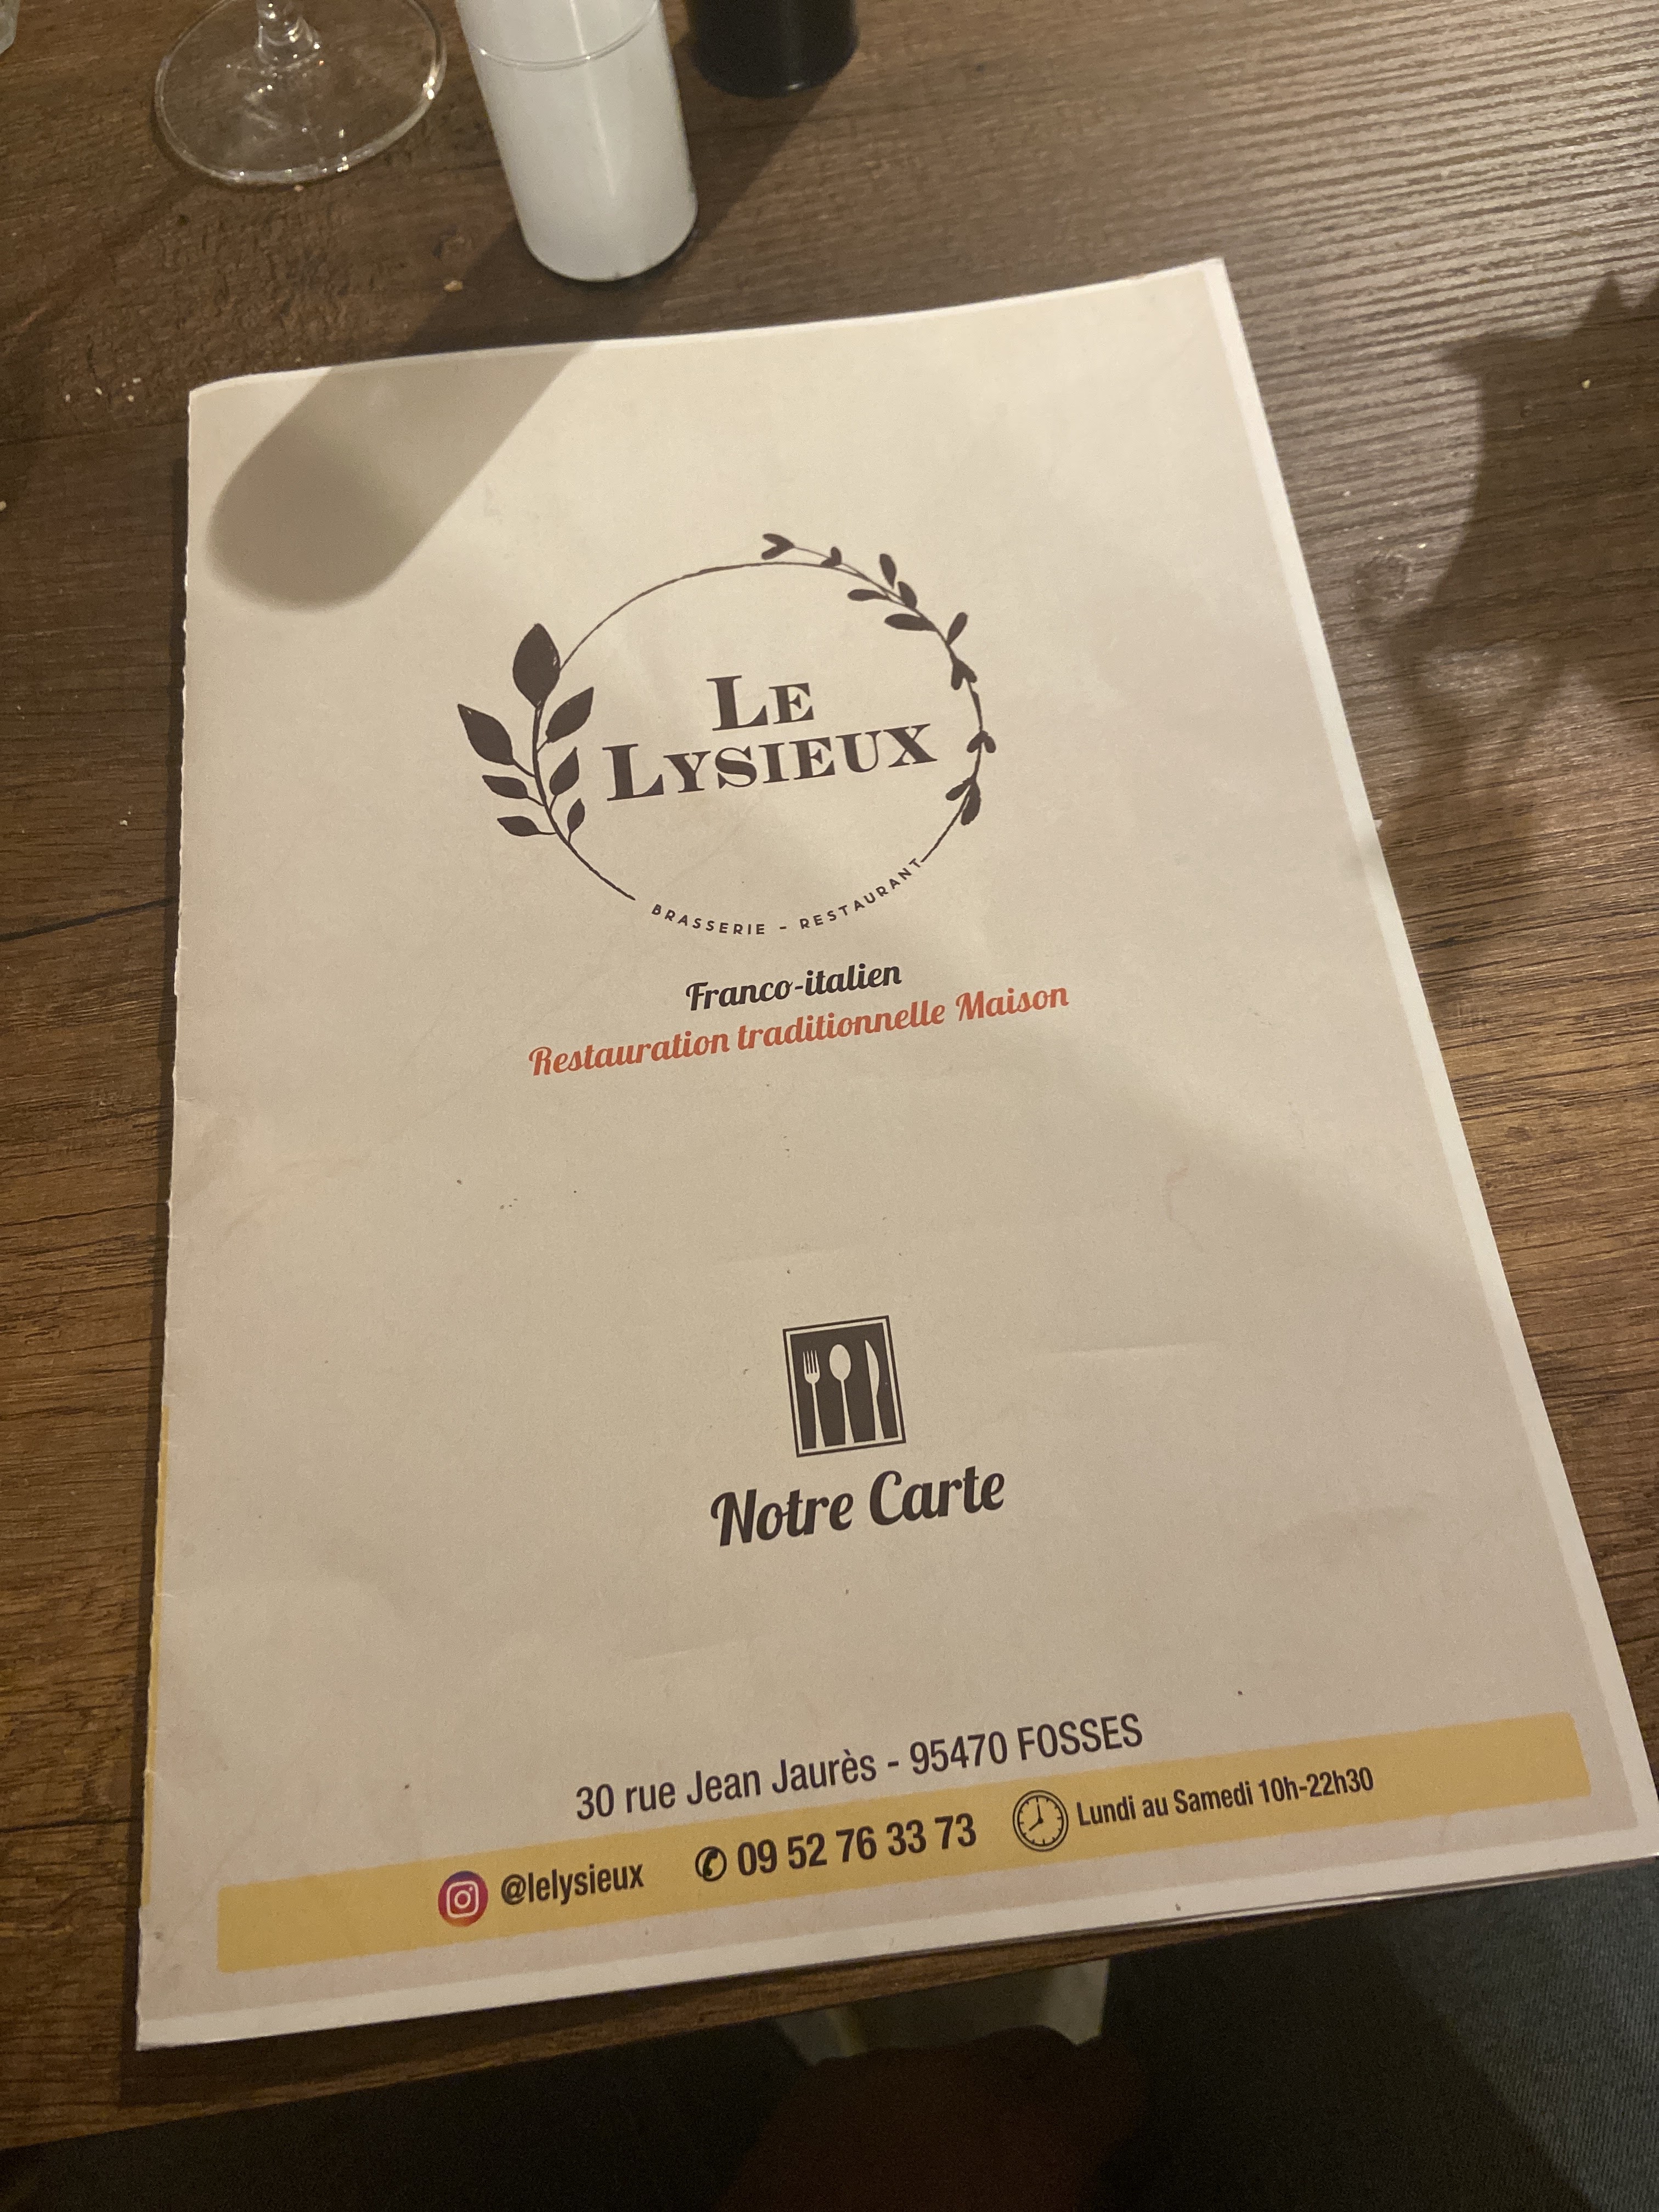 LE
LYSIEUX
BRASSERIE - RESTAURANT
Franco-italien
Restauration traditionnelle Maison
Notre Carte
30 rue Jean Jaurès - 95470 FOSSES
@lelysieux ✆ 09 52 76 33 73 Lundi au Samedi 10h-22h30